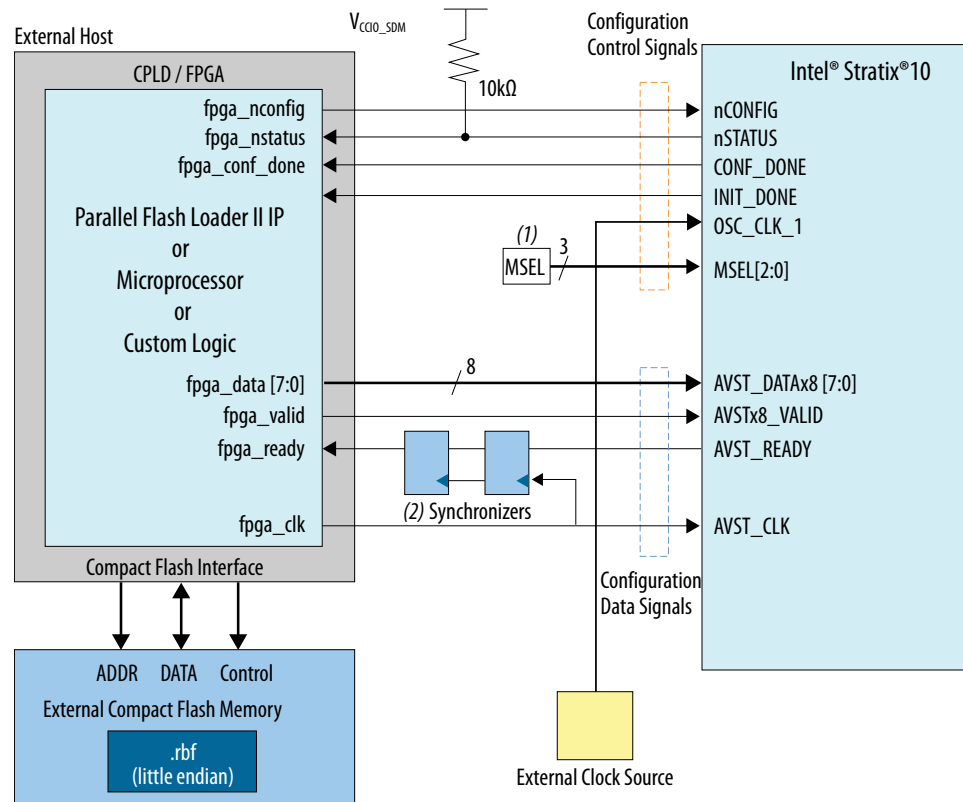 External Host
V_CCIO_SDM
10kΩ
Configuration
Control Signals
CPLD / FPGA
fpga_nconfig
fpga_nstatus
fpga_conf_done
Parallel Flash Loader II IP
or
Microprocessor
or
Custom Logic
fpga_data [7:0]
fpga_valid
fpga_ready
fpga_clk
Compact Flash Interface
(1)
MSEL
3
8
(2) Synchronizers
Configuration
Data Signals
Intel® Stratix®10
nCONFIG
nSTATUS
CONF_DONE
INIT_DONE
OSC_CLK_1
MSEL[2:0]
AVST_DATAx8 [7:0]
AVSTx8_VALID
AVST_READY
AVST_CLK
ADDR DATA Control
External Compact Flash Memory
.rbf
(little endian)
External Clock Source